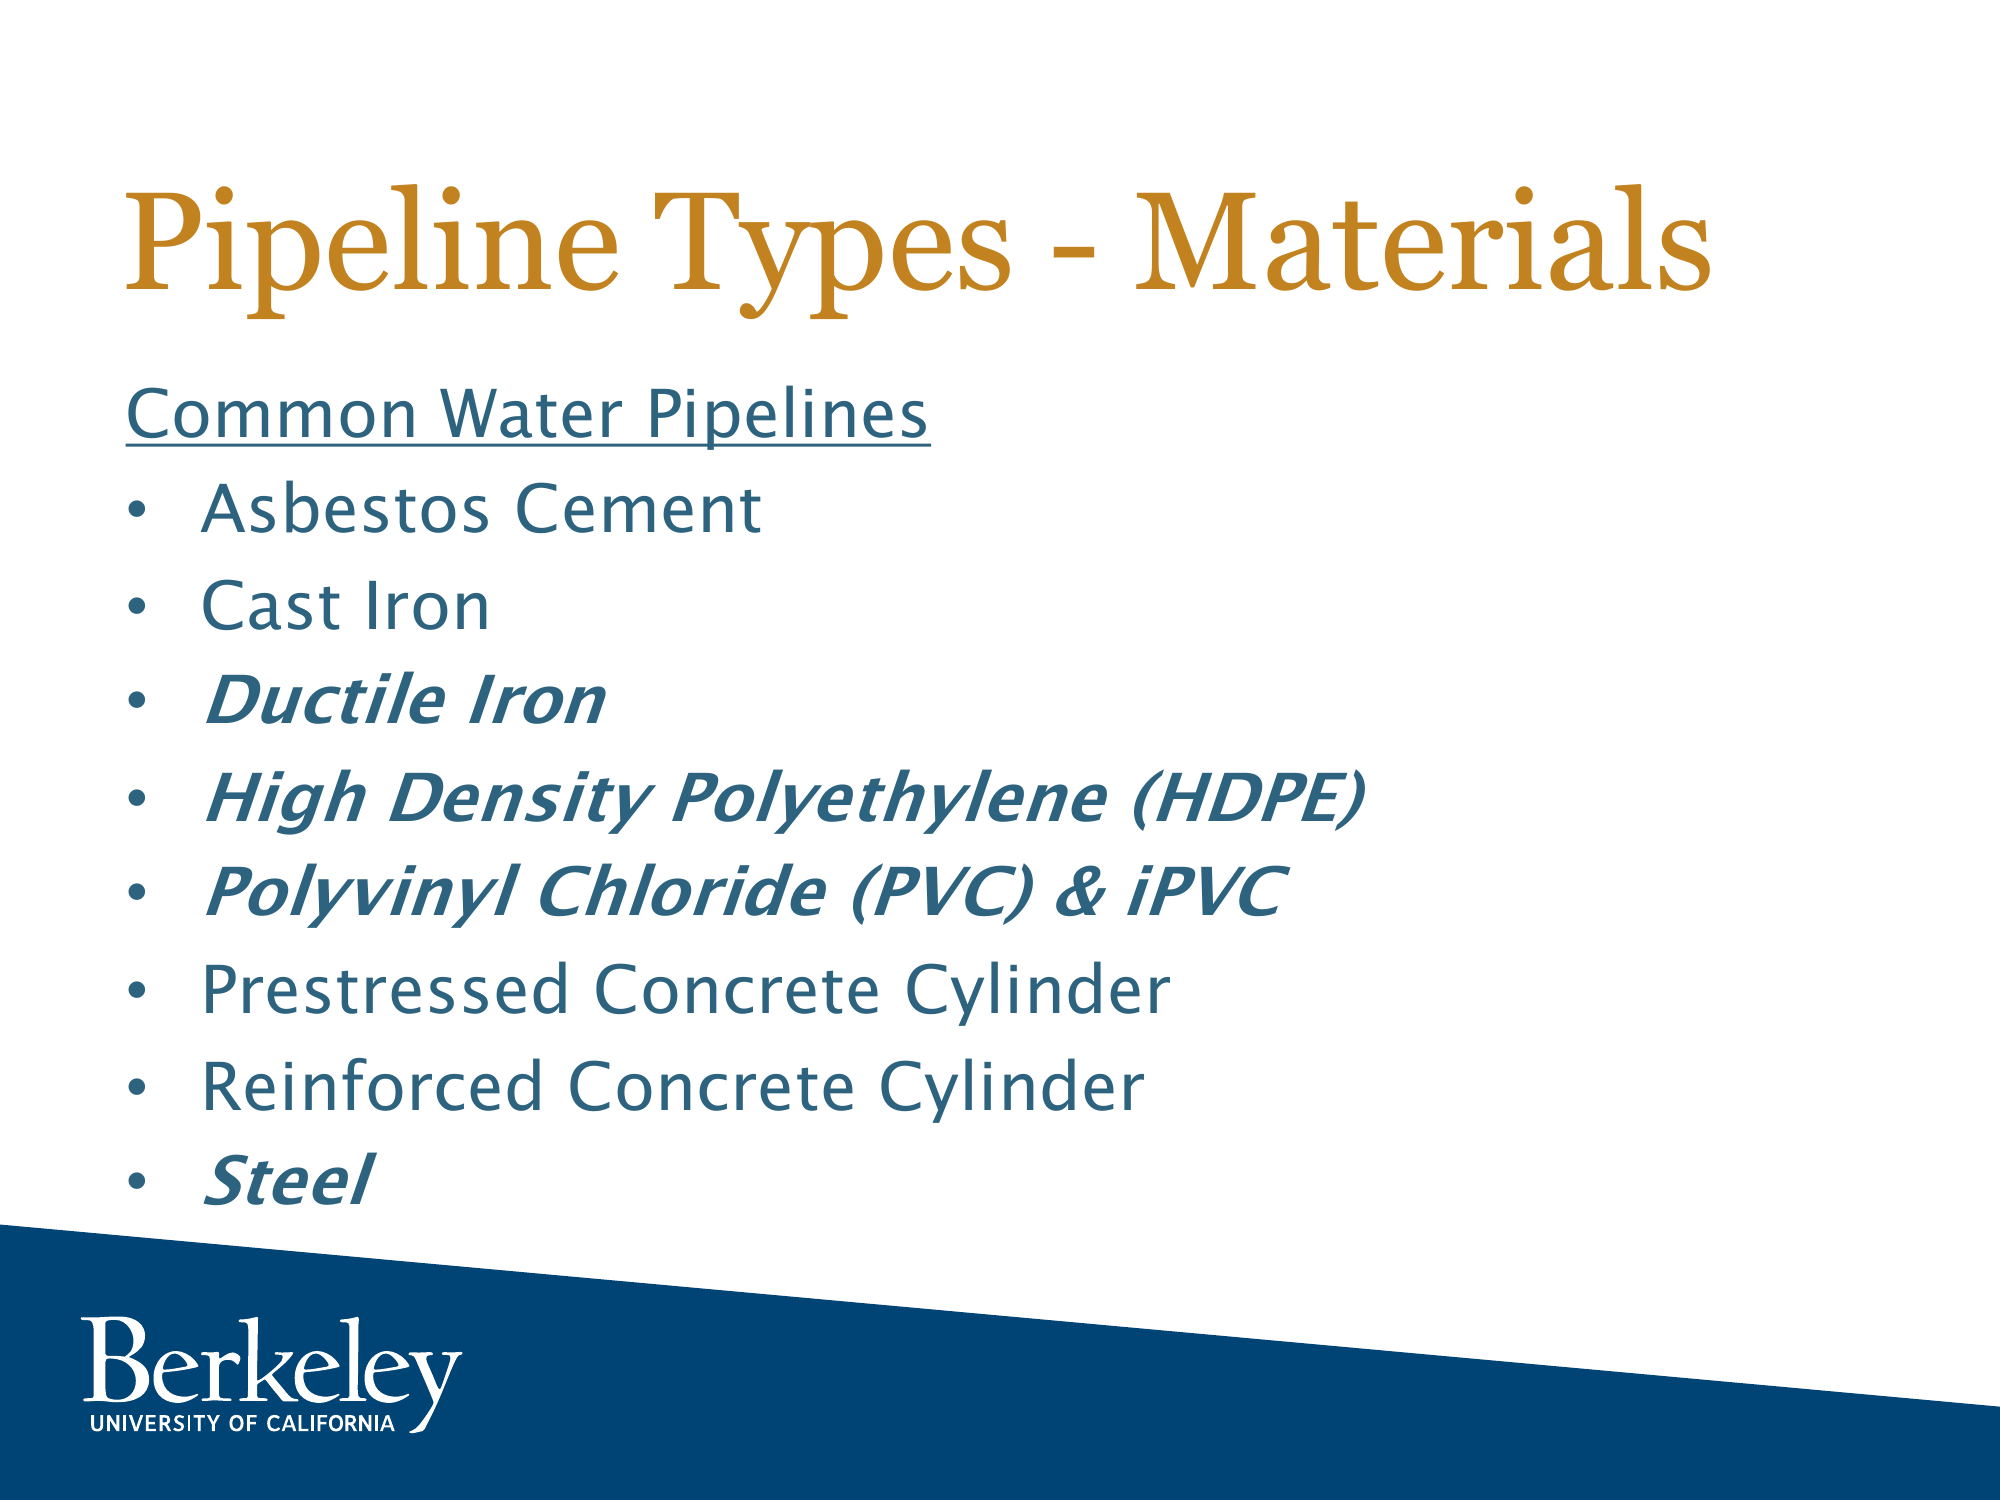 Pipeline Types - Materials
Common Water Pipelines
• Asbestos Cement
• Cast Iron
• Ductile Iron
• High Density Polyethylene (HDPE)
• Polyvinyl Chloride (PVC) & iPVC
• Prestressed Concrete Cylinder
• Reinforced Concrete Cylinder
• Steel
Berkeley
UNIVERSITY OF CALIFORNIA